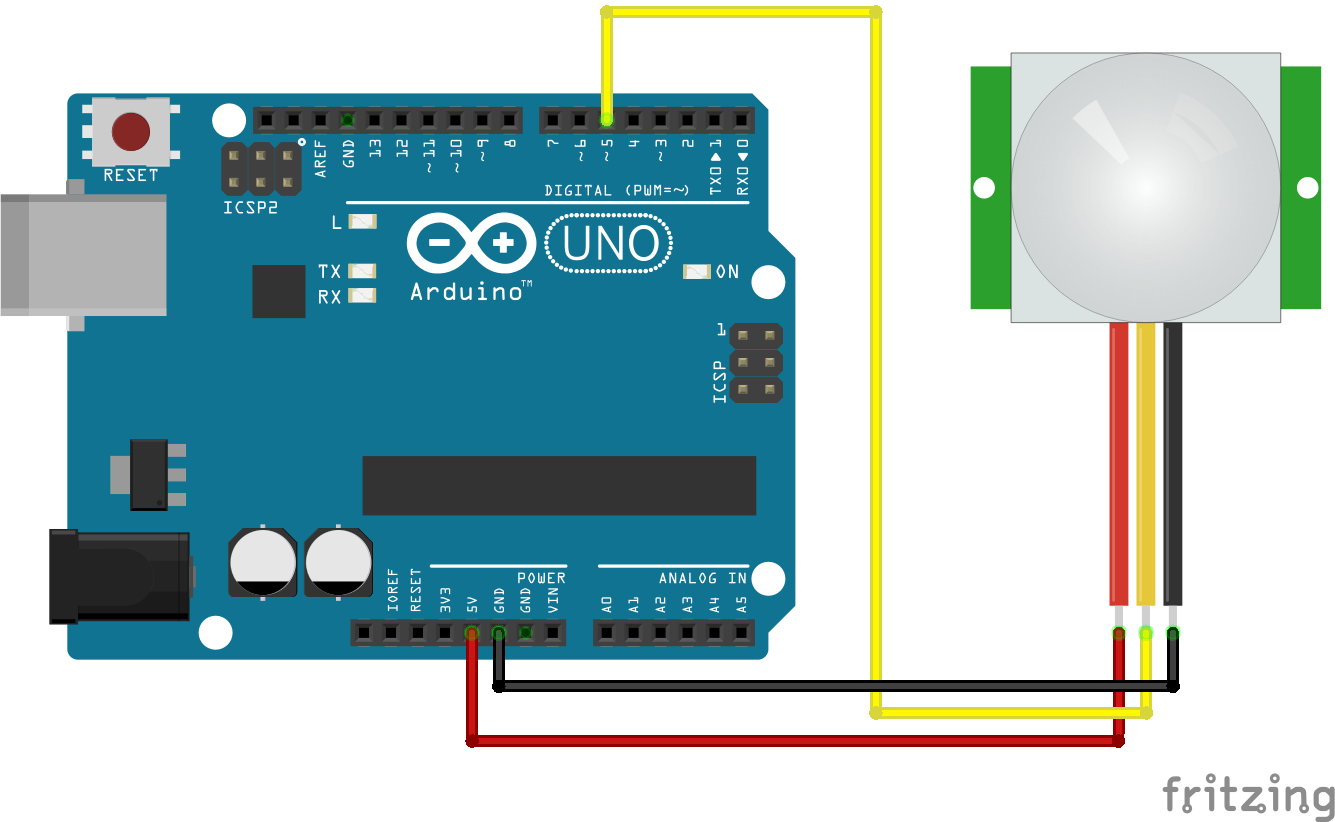 RESET
ICSP2
AREF
GND
13
12
~11
~10
~9
8
7
~6
~5
4
~3
2
TX0▶1
RX0◀0
DIGITAL (PWM=~)
L
TX
RX
UNO
Arduino™
ON
1
ICSP
IOREF
RESET
3V3
5V
GND
GND
VIN
POWER
ANALOG IN
A0
A1
A2
A3
A4
A5
fritzing